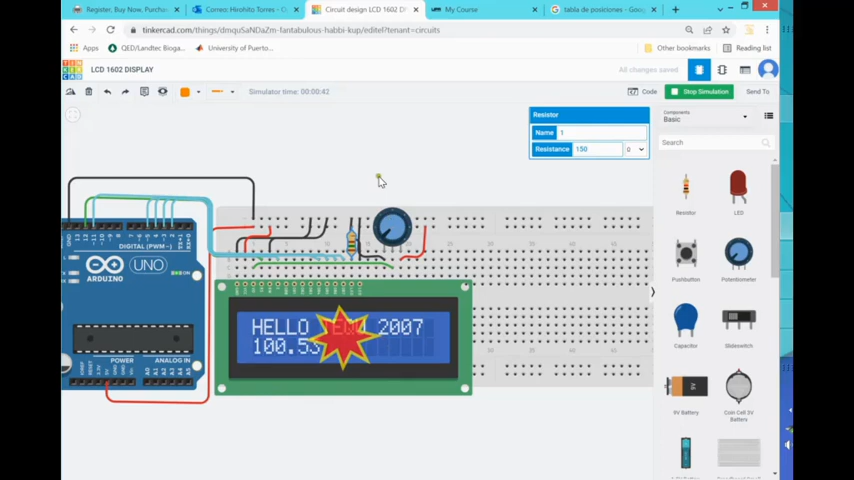 Register, Buy Now, Purchas
Correo: Hirohito Torres - O
Circuit design LCD 1602 DI
My Course
tabla de posiciones - Goog
tinkercad.com/things/dmquSaNDaZm-fantabulous-habbi-kup/editel?tenant=circuits
Apps
QED/Landtec Bioga...
University of Puerto...
Other bookmarks
Reading list
LCD 1602 DISPLAY
All changes saved
Simulator time: 00:00:42
Code
Stop Simulation
Send To
Resistor
Name 1
Resistance 150
Components
Basic
Search
Resistor
LED
Pushbutton
Potentiometer
Capacitor
Slideswitch
9V Battery
Coin Cell 3V Battery
DIGITAL (PWM~)
UNO
ARDUINO
ON
POWER
ANALOG IN
HELLO
2007
100.5